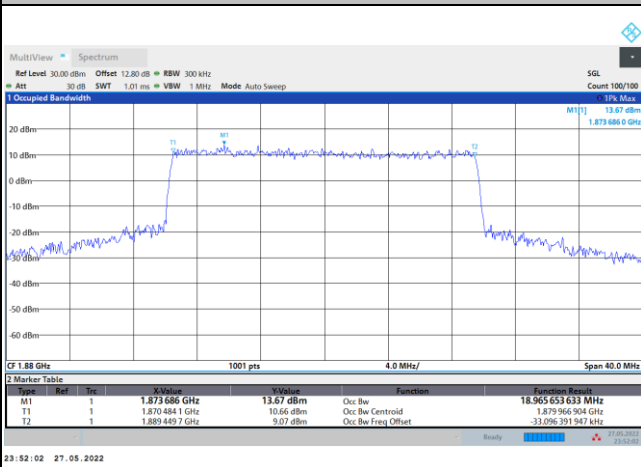 MultiView Spectrum
Ref Level 30.00 dBm Offset 12.80 dB RBW 300 kHz SGL
Att 30 dB SWT 1.01 ms VBW 1 MHz Mode Auto Sweep Count 100/100
1 Occupied Bandwidth 1Pk Max
M1[1] 13.67 dBm
1.873 686 0 GHz
20 dBm
T1 M1 T2
10 dBm
0 dBm
-10 dBm
-20 dBm
-30 dBm
-40 dBm
-50 dBm
-60 dBm
CF 1.88 GHz 1001 pts 4.0 MHz/ Span 40.0 MHz
2 Marker Table
Type Ref Trc X-Value Y-Value Function Function Result
M1 1 1.873 686 GHz 13.67 dBm Occ Bw 18.965 653 633 MHz
T1 1 1.870 484 1 GHz 10.66 dBm Occ Bw Centroid 1.879 966 904 GHz
T2 1 1.889 449 7 GHz 9.07 dBm Occ Bw Freq Offset -33.096 391 947 kHz
Ready 27.05.2022
23:52:02
23:52:02 27.05.2022